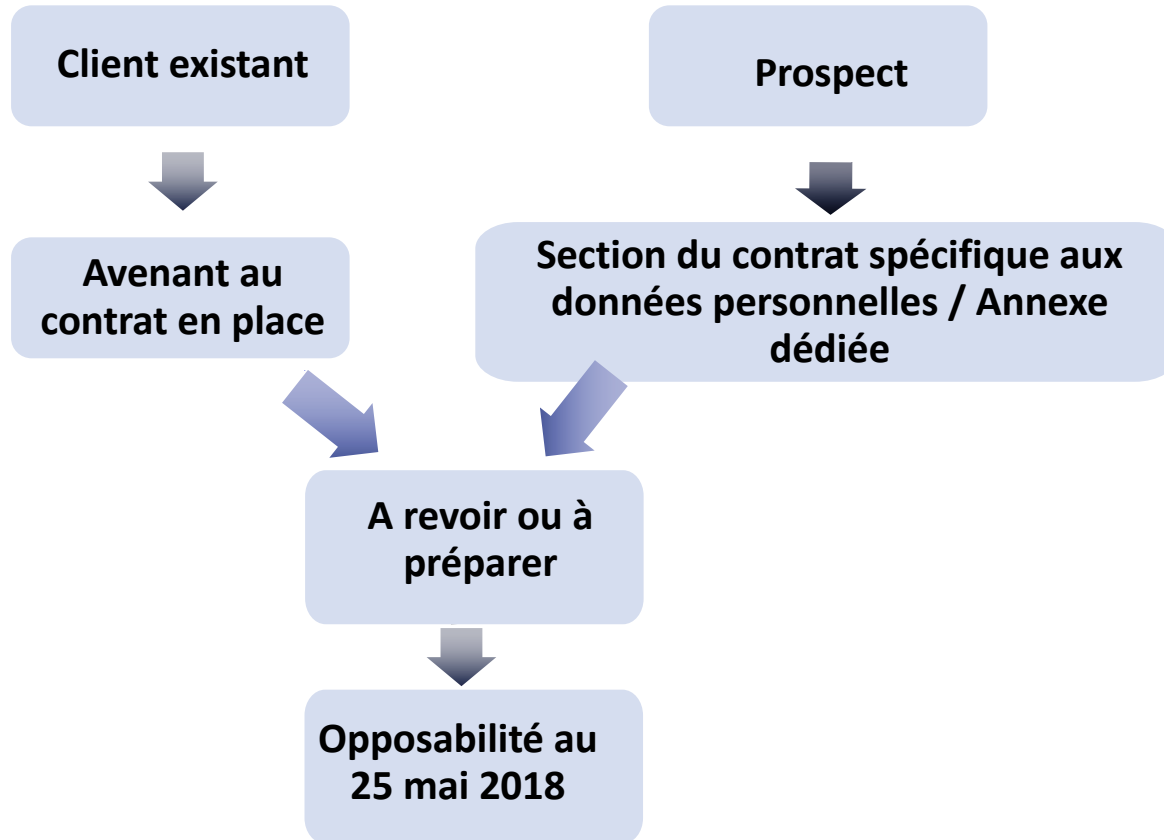 Client existant
Prospect
Avenant au
contrat en place
Section du contrat spécifique aux
données personnelles / Annexe
dédiée
A revoir ou à
préparer
Opposabilité au
25 mai 2018